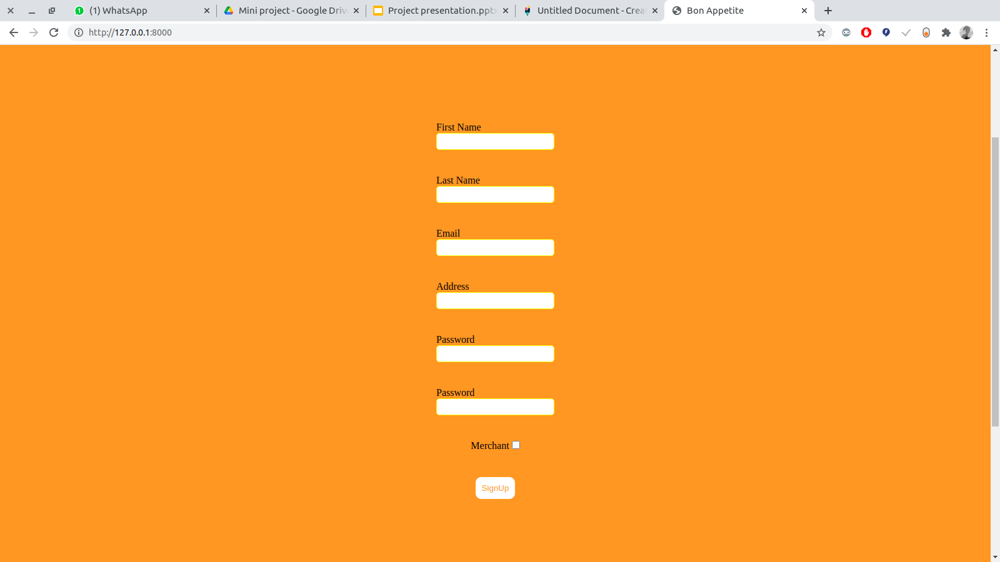 (1) WhatsApp
Mini project - Google Driv
Project presentation.pptx
Untitled Document - Crea
Bon Appetite
http://127.0.0.1:8000
First Name
Last Name
Email
Address
Password
Password
Merchant
SignUp